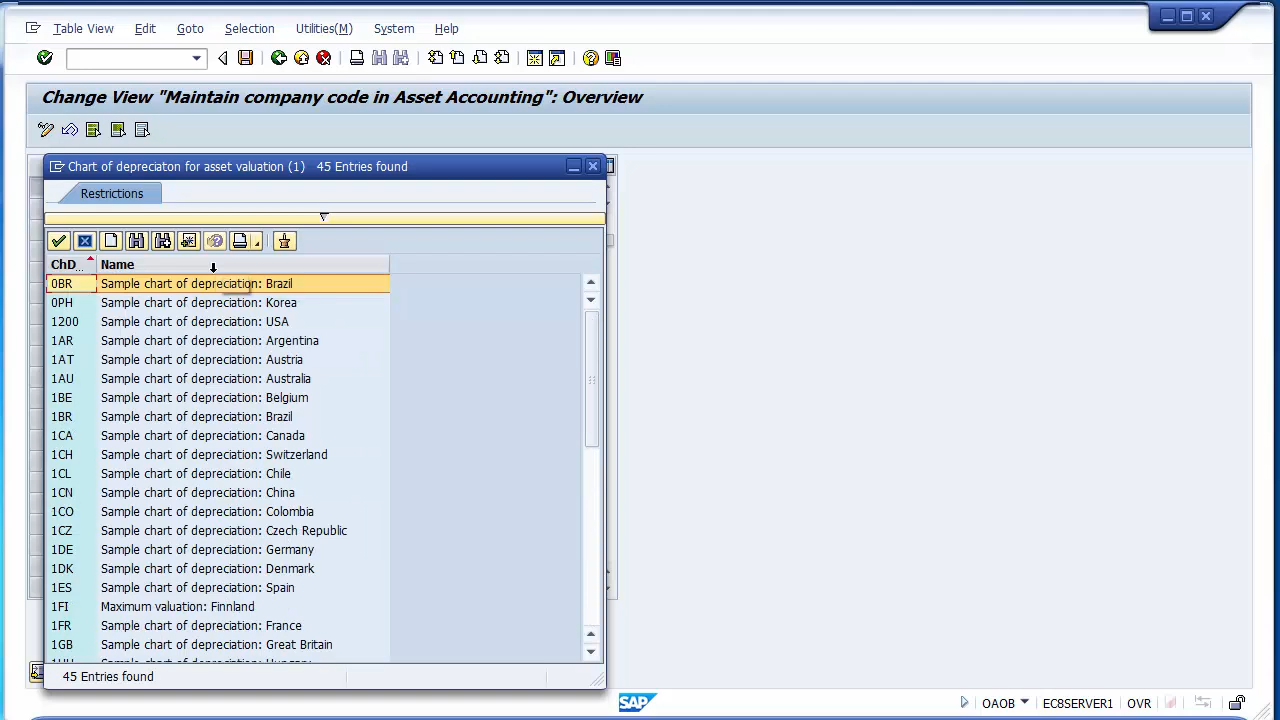 Table View Edit Goto Selection Utilities(M) System Help
Change View "Maintain company code in Asset Accounting": Overview
Chart of depreciaton for asset valuation (1) 45 Entries found
Restrictions
ChD... Name
0BR Sample chart of depreciation: Brazil
0PH Sample chart of depreciation: Korea
1200 Sample chart of depreciation: USA
1AR Sample chart of depreciation: Argentina
1AT Sample chart of depreciation: Austria
1AU Sample chart of depreciation: Australia
1BE Sample chart of depreciation: Belgium
1BR Sample chart of depreciation: Brazil
1CA Sample chart of depreciation: Canada
1CH Sample chart of depreciation: Switzerland
1CL Sample chart of depreciation: Chile
1CN Sample chart of depreciation: China
1CO Sample chart of depreciation: Colombia
1CZ Sample chart of depreciation: Czech Republic
1DE Sample chart of depreciation: Germany
1DK Sample chart of depreciation: Denmark
1ES Sample chart of depreciation: Spain
1FI Maximum valuation: Finnland
1FR Sample chart of depreciation: France
1GB Sample chart of depreciation: Great Britain
45 Entries found
SAP OAOB EC8SERVER1 OVR